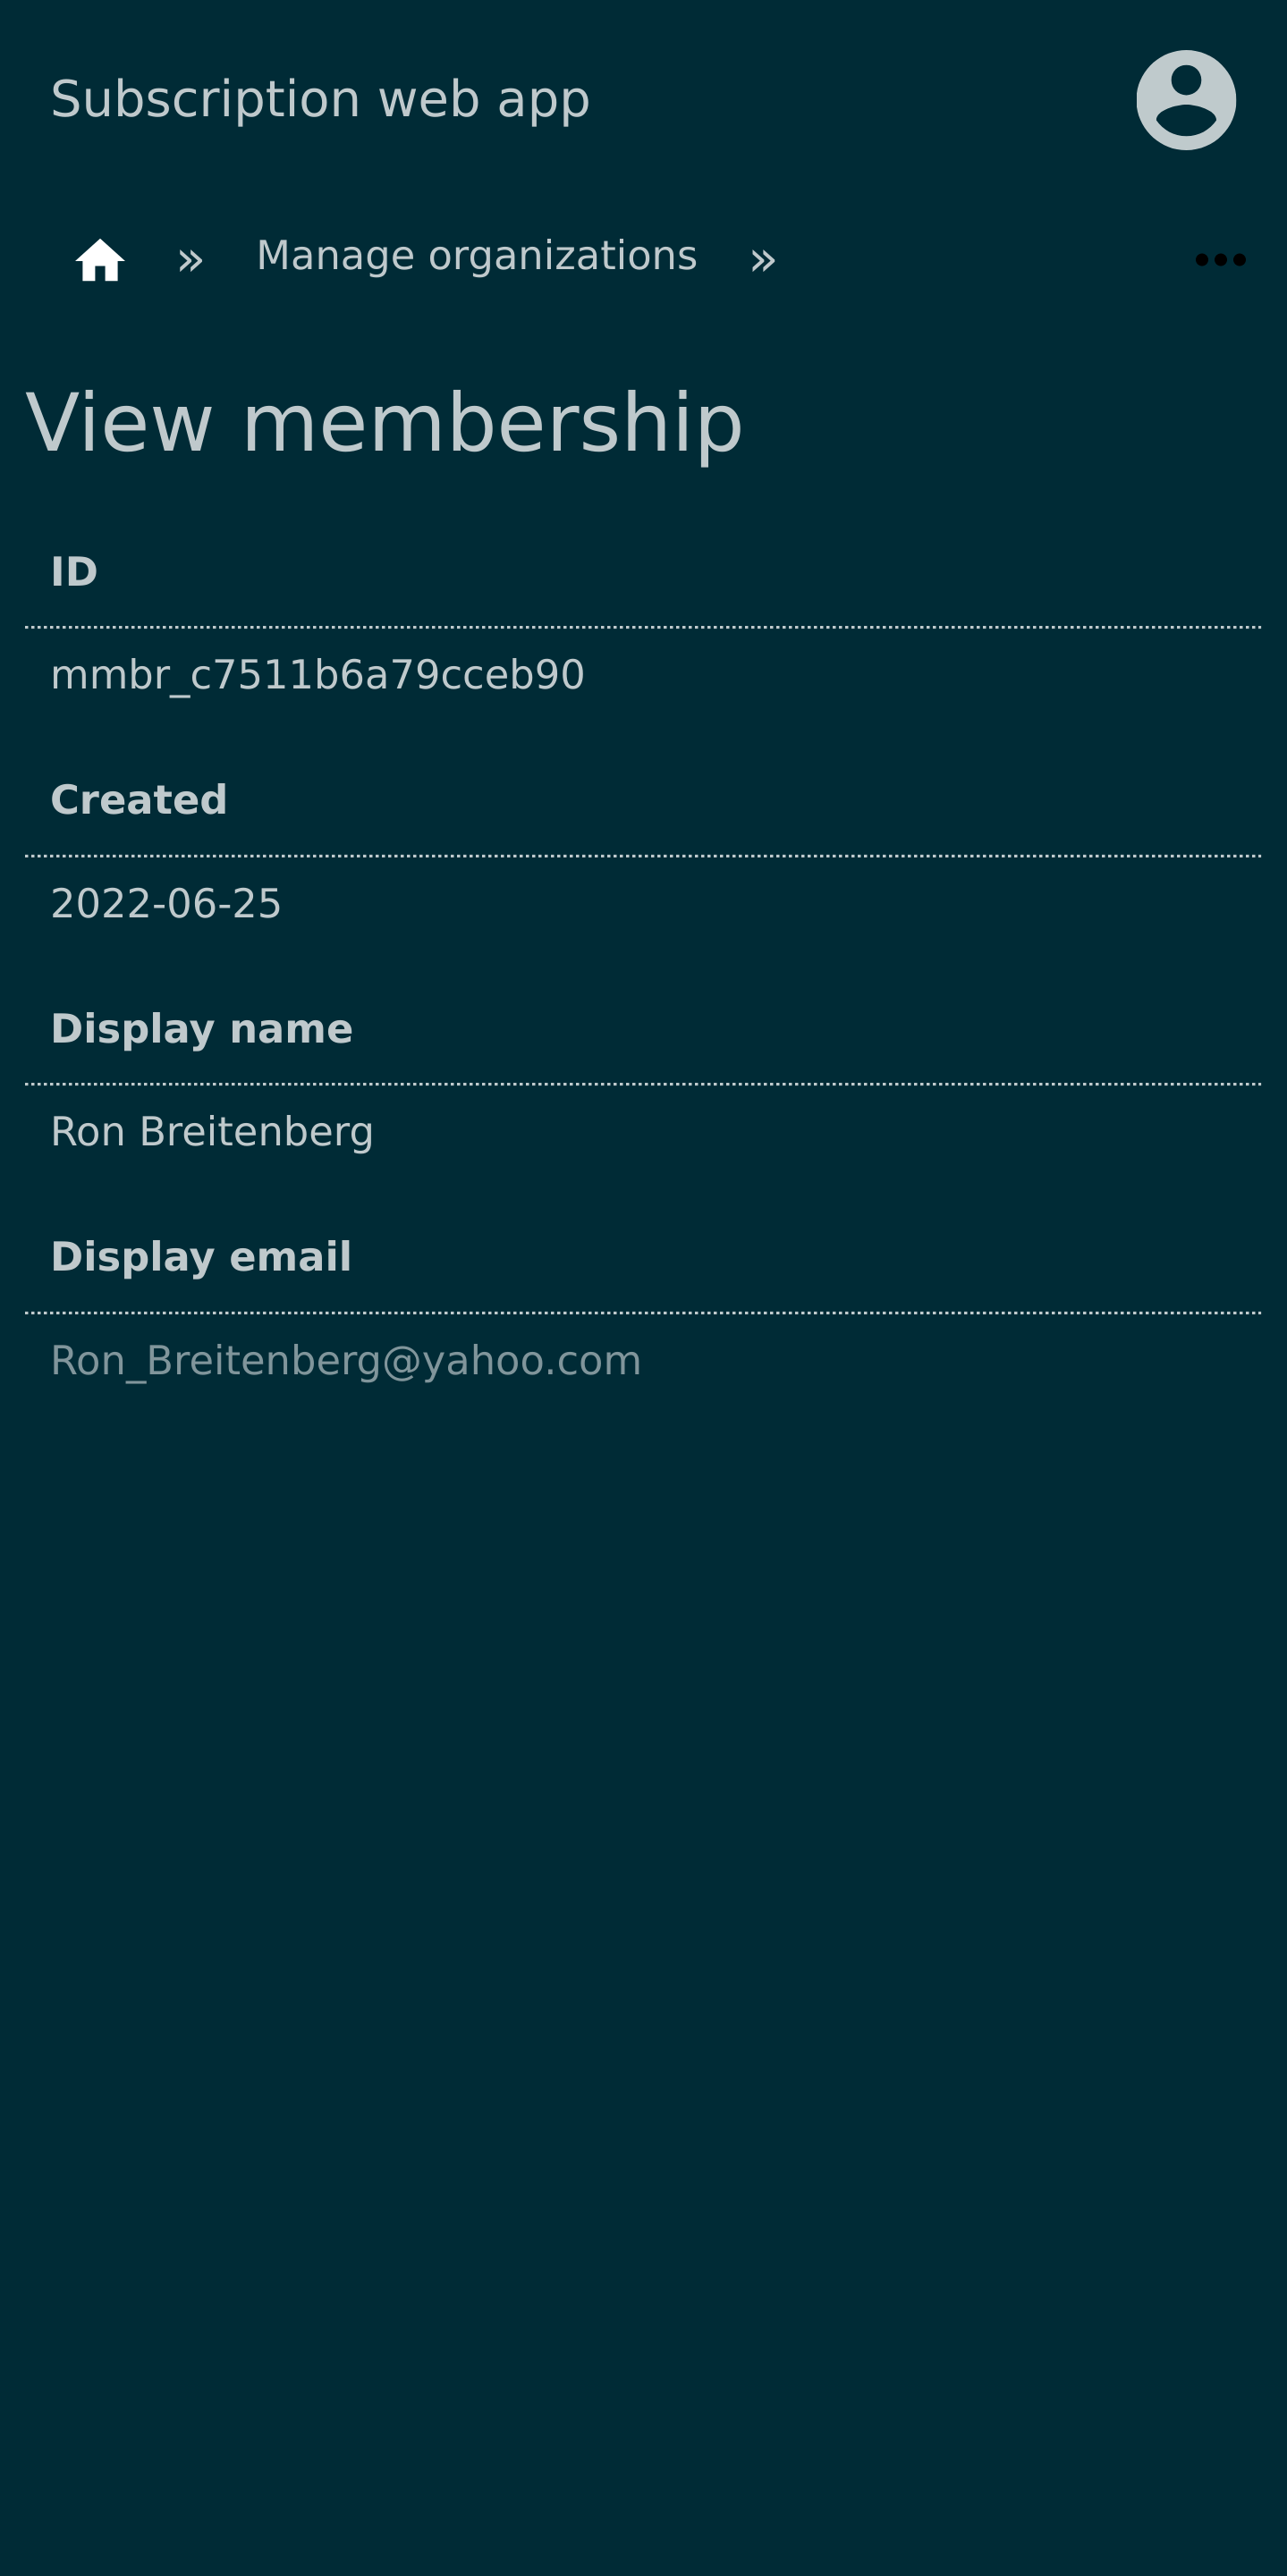 Subscription web app
» Manage organizations »
View membership
ID
mmbr_c7511b6a79cceb90
Created
2022-06-25
Display name
Ron Breitenberg
Display email
Ron_Breitenberg@yahoo.com